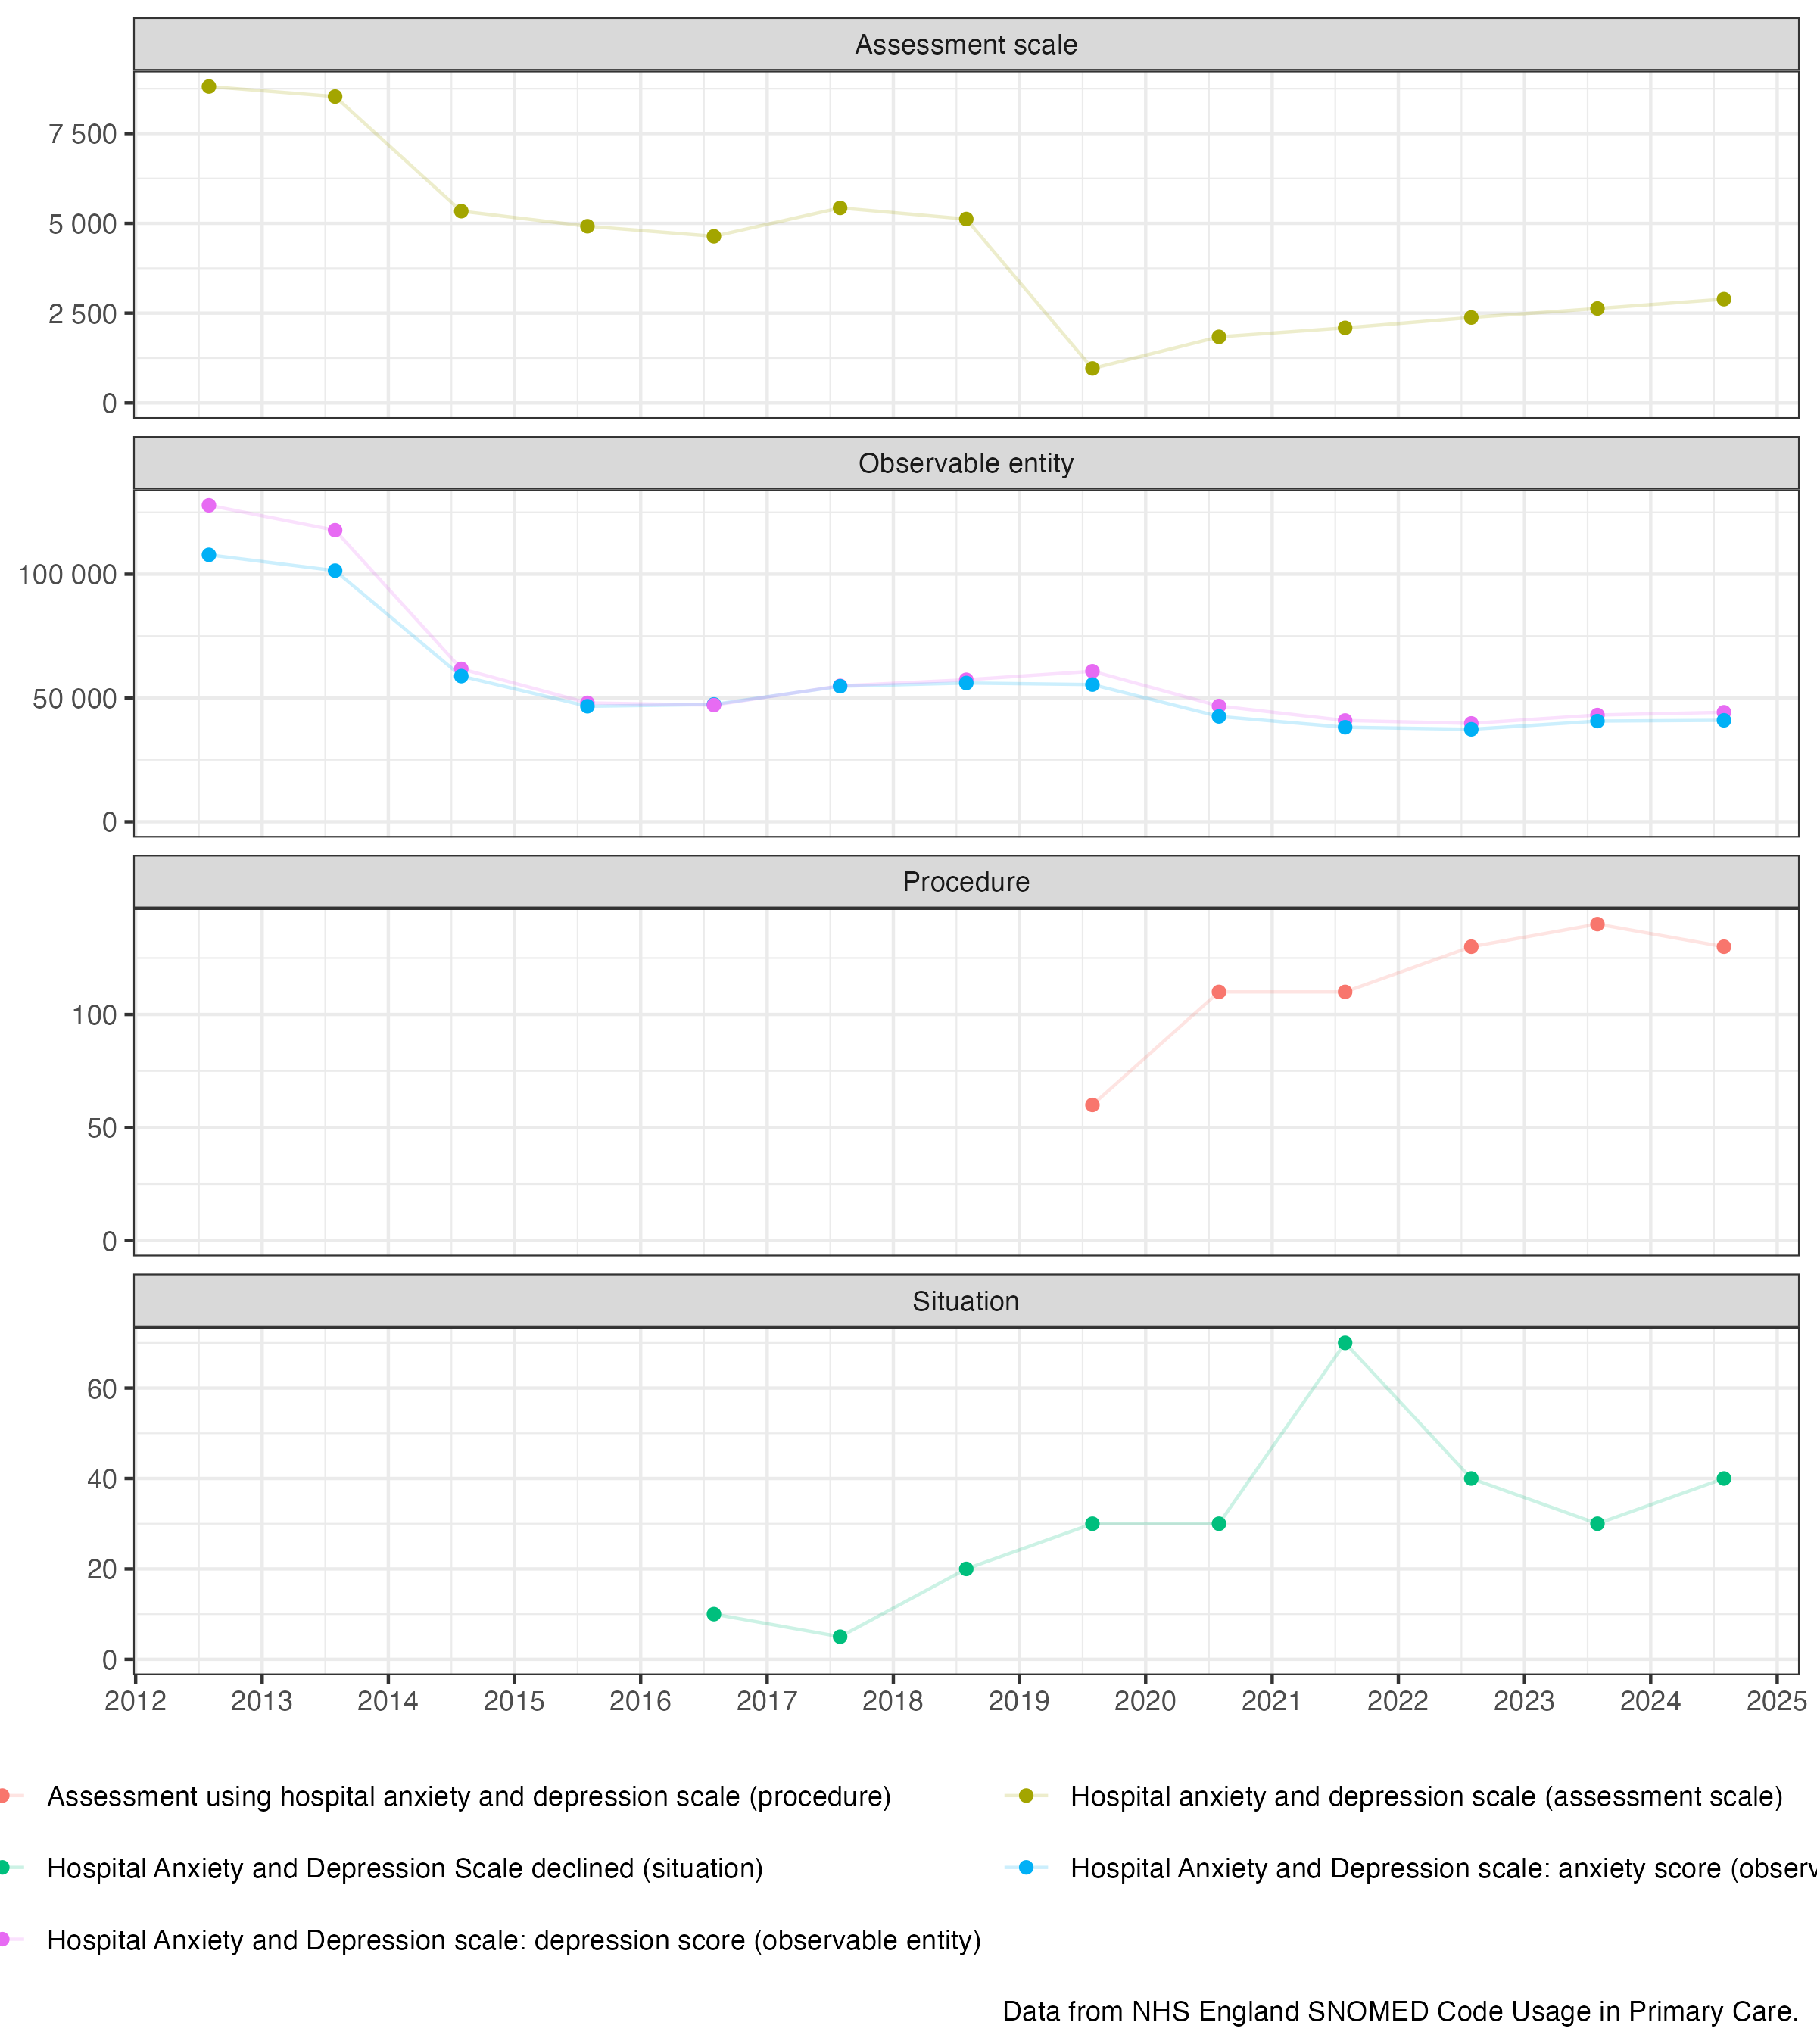 Assessment scale
7 500
5 000
2 500
0
Observable entity
100 000
50 000
0
Procedure
100
50
0
Situation
60
40
20
0
2012 2013 2014 2015 2016 2017 2018 2019 2020 2021 2022 2023 2024 2025
Assessment using hospital anxiety and depression scale (procedure)
Hospital anxiety and depression scale (assessment scale)
Hospital Anxiety and Depression Scale declined (situation)
Hospital Anxiety and Depression scale: anxiety score (observ
Hospital Anxiety and Depression scale: depression score (observable entity)
Data from NHS England SNOMED Code Usage in Primary Care.